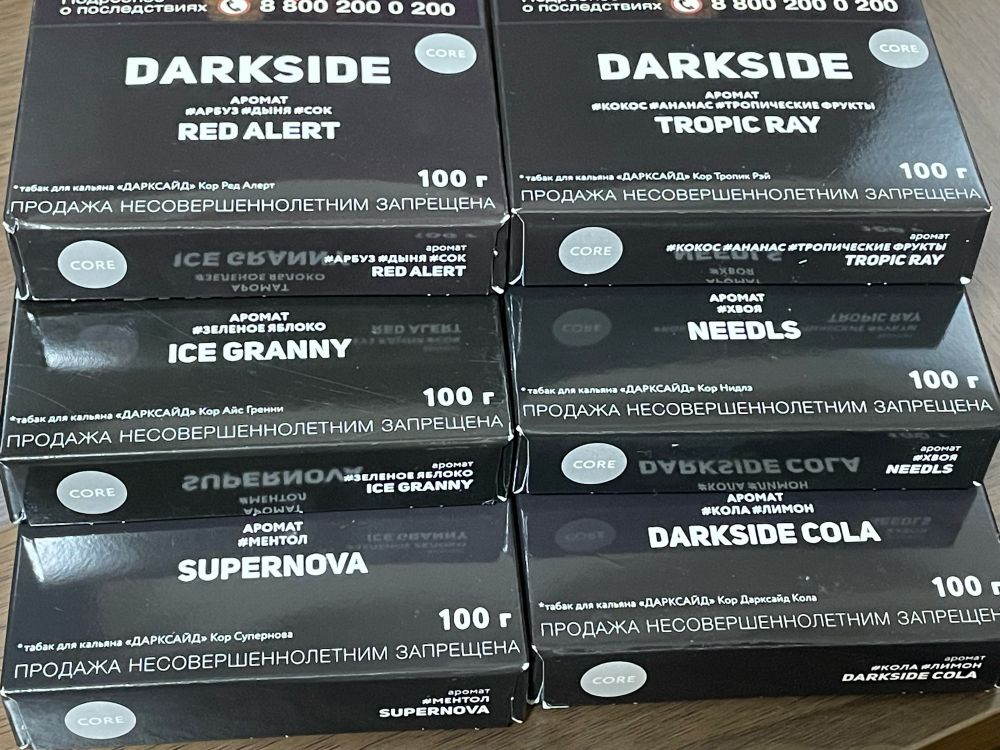 о последствиях 8 800 200 0 200
DARKSIDE
CORE
АРОМАТ
#АРБУЗ #ДЫНЯ #СОК
RED ALERT
100 г
*табак для кальяна «ДАРКСАЙД» Кор Ред Алерт
ПРОДАЖА НЕСОВЕРШЕННОЛЕТНИМ ЗАПРЕЩЕНА
CORE
аромат
#АРБУЗ #ДЫНЯ #СОК
RED ALERT
о последствиях 8 800 200 0 200
DARKSIDE
CORE
АРОМАТ
#КОКОС #АНАНАС #ТРОПИЧЕСКИЕ ФРУКТЫ
TROPIC RAY
100 г
*табак для кальяна «ДАРКСАЙД» Кор Тропик Рэй
ПРОДАЖА НЕСОВЕРШЕННОЛЕТНИМ ЗАПРЕЩЕНА
CORE
аромат
#КОКОС #АНАНАС #ТРОПИЧЕСКИЕ ФРУКТЫ
TROPIC RAY
АРОМАТ
#ЗЕЛЕНОЕ ЯБЛОКО
ICE GRANNY
100 г
*табак для кальяна «ДАРКСАЙД» Кор Айс Гренни
ПРОДАЖА НЕСОВЕРШЕННОЛЕТНИМ ЗАПРЕЩЕНА
CORE
аромат
#ЗЕЛЕНОЕ ЯБЛОКО
ICE GRANNY
АРОМАТ
#ХВОЯ
NEEDLS
100 г
*табак для кальяна «ДАРКСАЙД» Кор Нидлз
ПРОДАЖА НЕСОВЕРШЕННОЛЕТНИМ ЗАПРЕЩЕНА
CORE
аромат
#ХВОЯ
NEEDLS
АРОМАТ
#МЕНТОЛ
SUPERNOVA
100 г
*табак для кальяна «ДАРКСАЙД» Кор Супернова
ПРОДАЖА НЕСОВЕРШЕННОЛЕТНИМ ЗАПРЕЩЕНА
CORE
аромат
#МЕНТОЛ
SUPERNOVA
АРОМАТ
#КОЛА #ЛИМОН
DARKSIDE COLA
100 г
*табак для кальяна «ДАРКСАЙД» Кор Дарксайд Кола
ПРОДАЖА НЕСОВЕРШЕННОЛЕТНИМ ЗАПРЕЩЕН
CORE
аромат
#КОЛА #ЛИМОН
DARKSIDE COLA